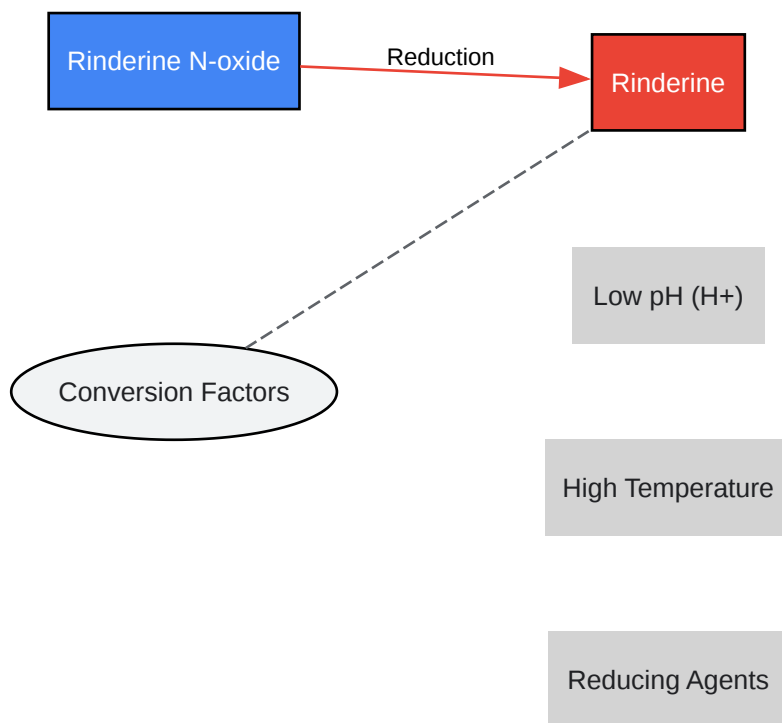 Rinderine N-oxide
Reduction
Rinderine
Low pH (H+)
Conversion Factors
High Temperature
Reducing Agents